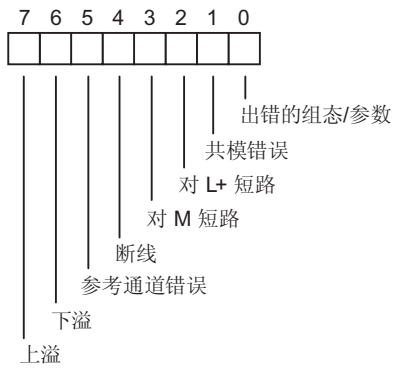 7 6 5 4 3 2 1 0
出错的组态/参数
共模错误
对 L+ 短路
对 M 短路
断线
参考通道错误
下溢
上溢